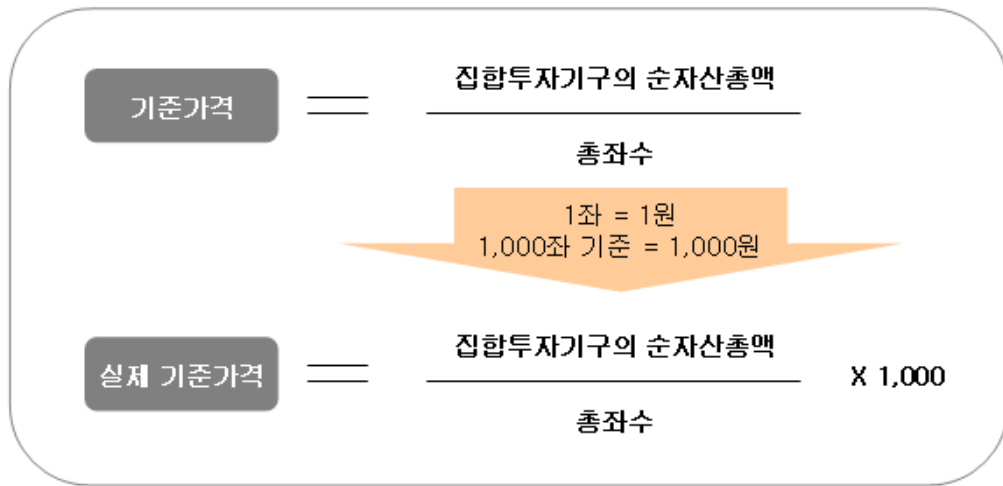 집합투자기구의 순자산총액
기준가격
총좌수
1좌 = 1원
1,000좌 기준 = 1,000원
집합투자기구의 순자산총액
실제 기준가격
X 1,000
총좌수